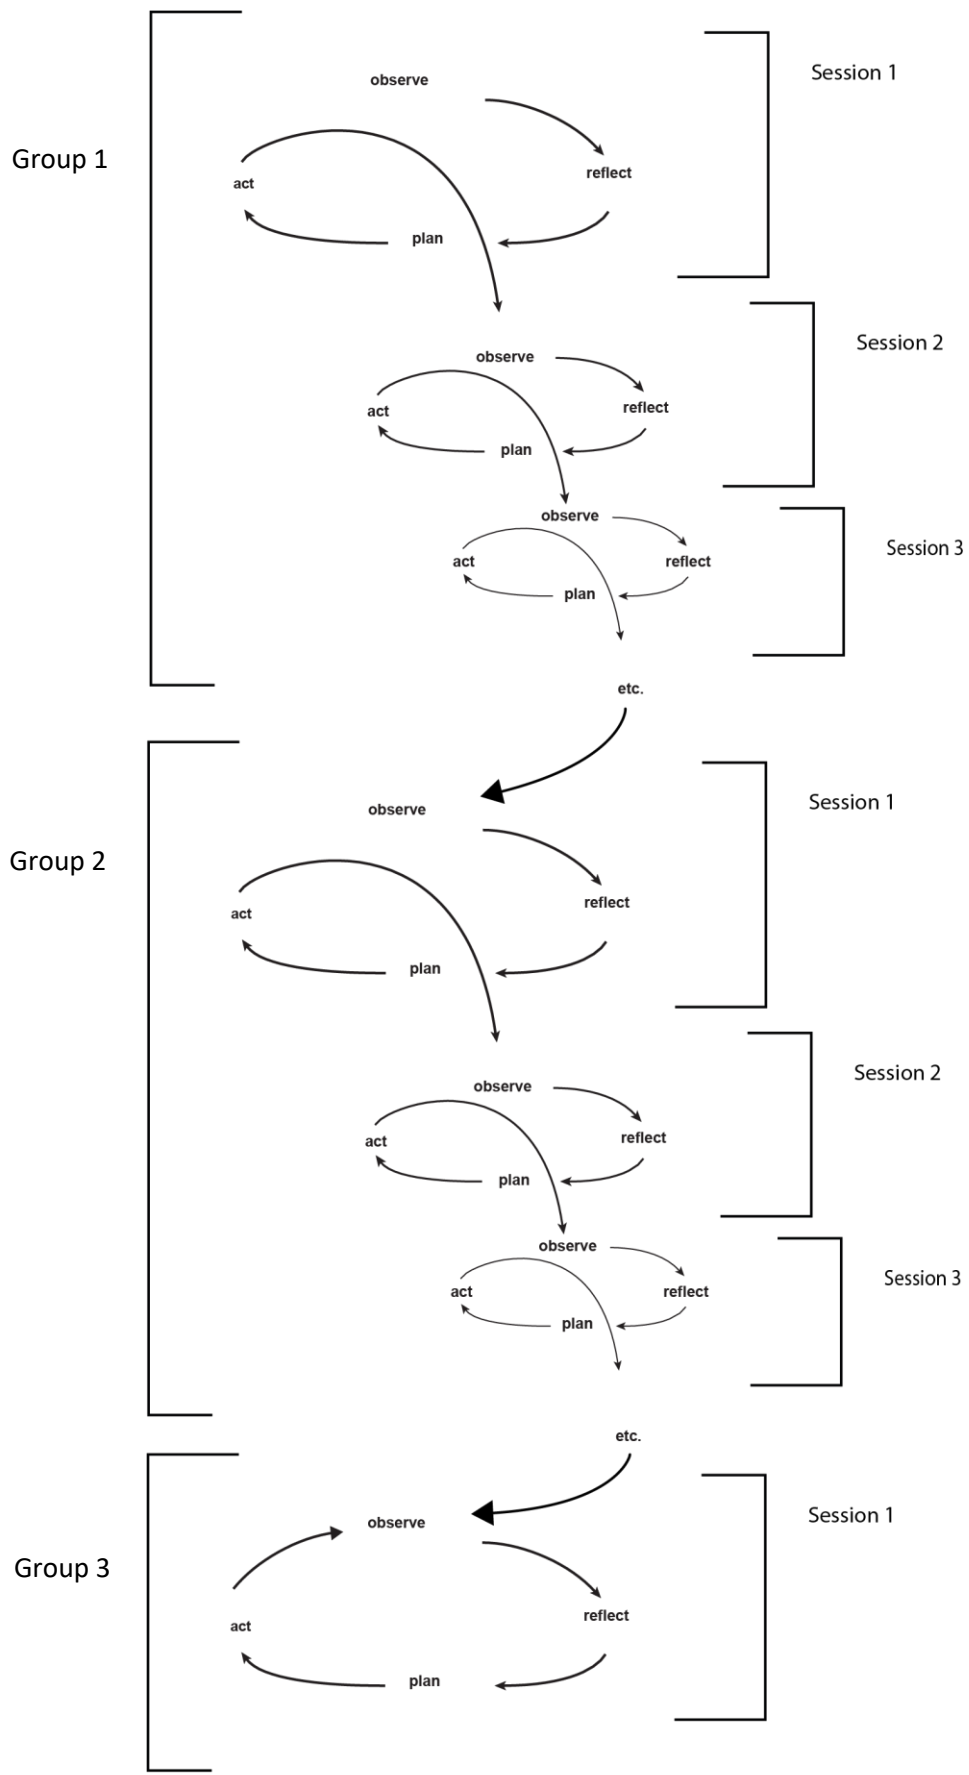 observe
Session 1
Group 1
reflect
act
plan
observe
Session 2
reflect
act
plan
observe
Session 3
reflect
act
plan
etc.
observe
Session 1
Group 2
reflect
act
plan
observe
Session 2
reflect
act
plan
observe
Session 3
reflect
act
plan
etc.
observe
Session 1
Group 3
reflect
act
plan